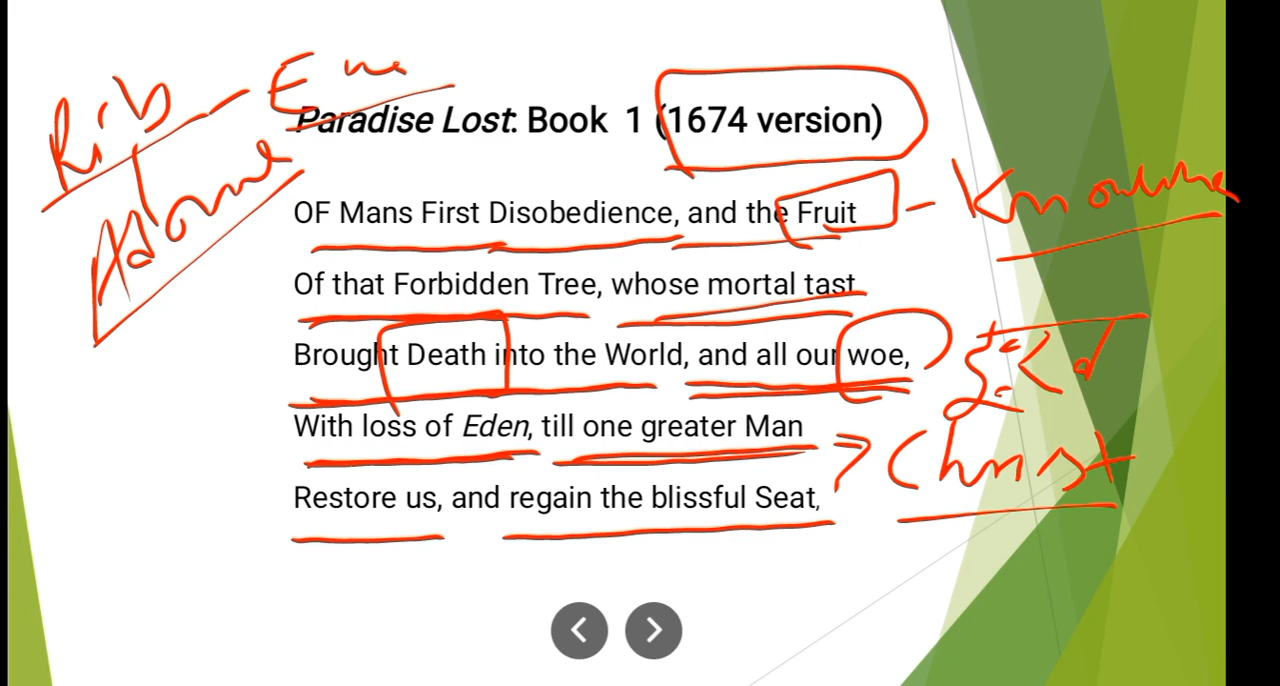 Rib - Eve
Paradise Lost: Book 1 (1674 version)
OF Mans First Disobedience, and the Fruit
Of that Forbidden Tree, whose mortal tast
Brought Death into the World, and all our woe,
With loss of Eden, till one greater Man
Christ
Restore us, and regain the blissful Seat,